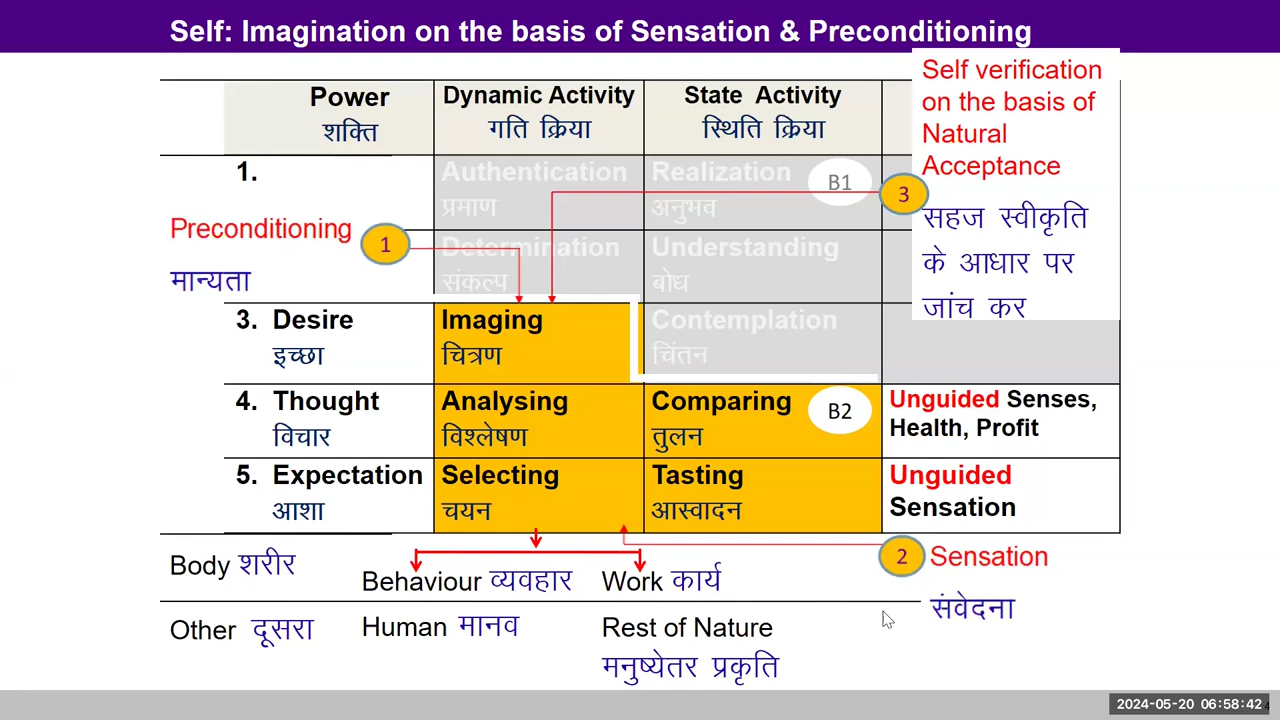 Self: Imagination on the basis of Sensation & Preconditioning
Power
शक्ति
Dynamic Activity
गति क्रिया
State Activity
स्थिति क्रिया
Self verification
on the basis of
Natural
Acceptance
सहज स्वीकृति
के आधार पर
जांच कर
1.
Authentication
प्रमाण
Realization
अनुभव
B1
3
Preconditioning
मान्यता
1
Determination
संकल्प
Understanding
बोध
3. Desire
इच्छा
Imaging
चित्रण
Contemplation
चिंतन
4. Thought
विचार
Analysing
विश्लेषण
Comparing
तुलन
B2
Unguided Senses,
Health, Profit
5. Expectation
आशा
Selecting
चयन
Tasting
आस्वादन
Unguided
Sensation
Body शरीर
Behaviour व्यवहार
Work कार्य
2
Sensation
संवेदना
Other दूसरा
Human मानव
Rest of Nature
मनुष्येतर प्रकृति
2024-05-20 06:58:42